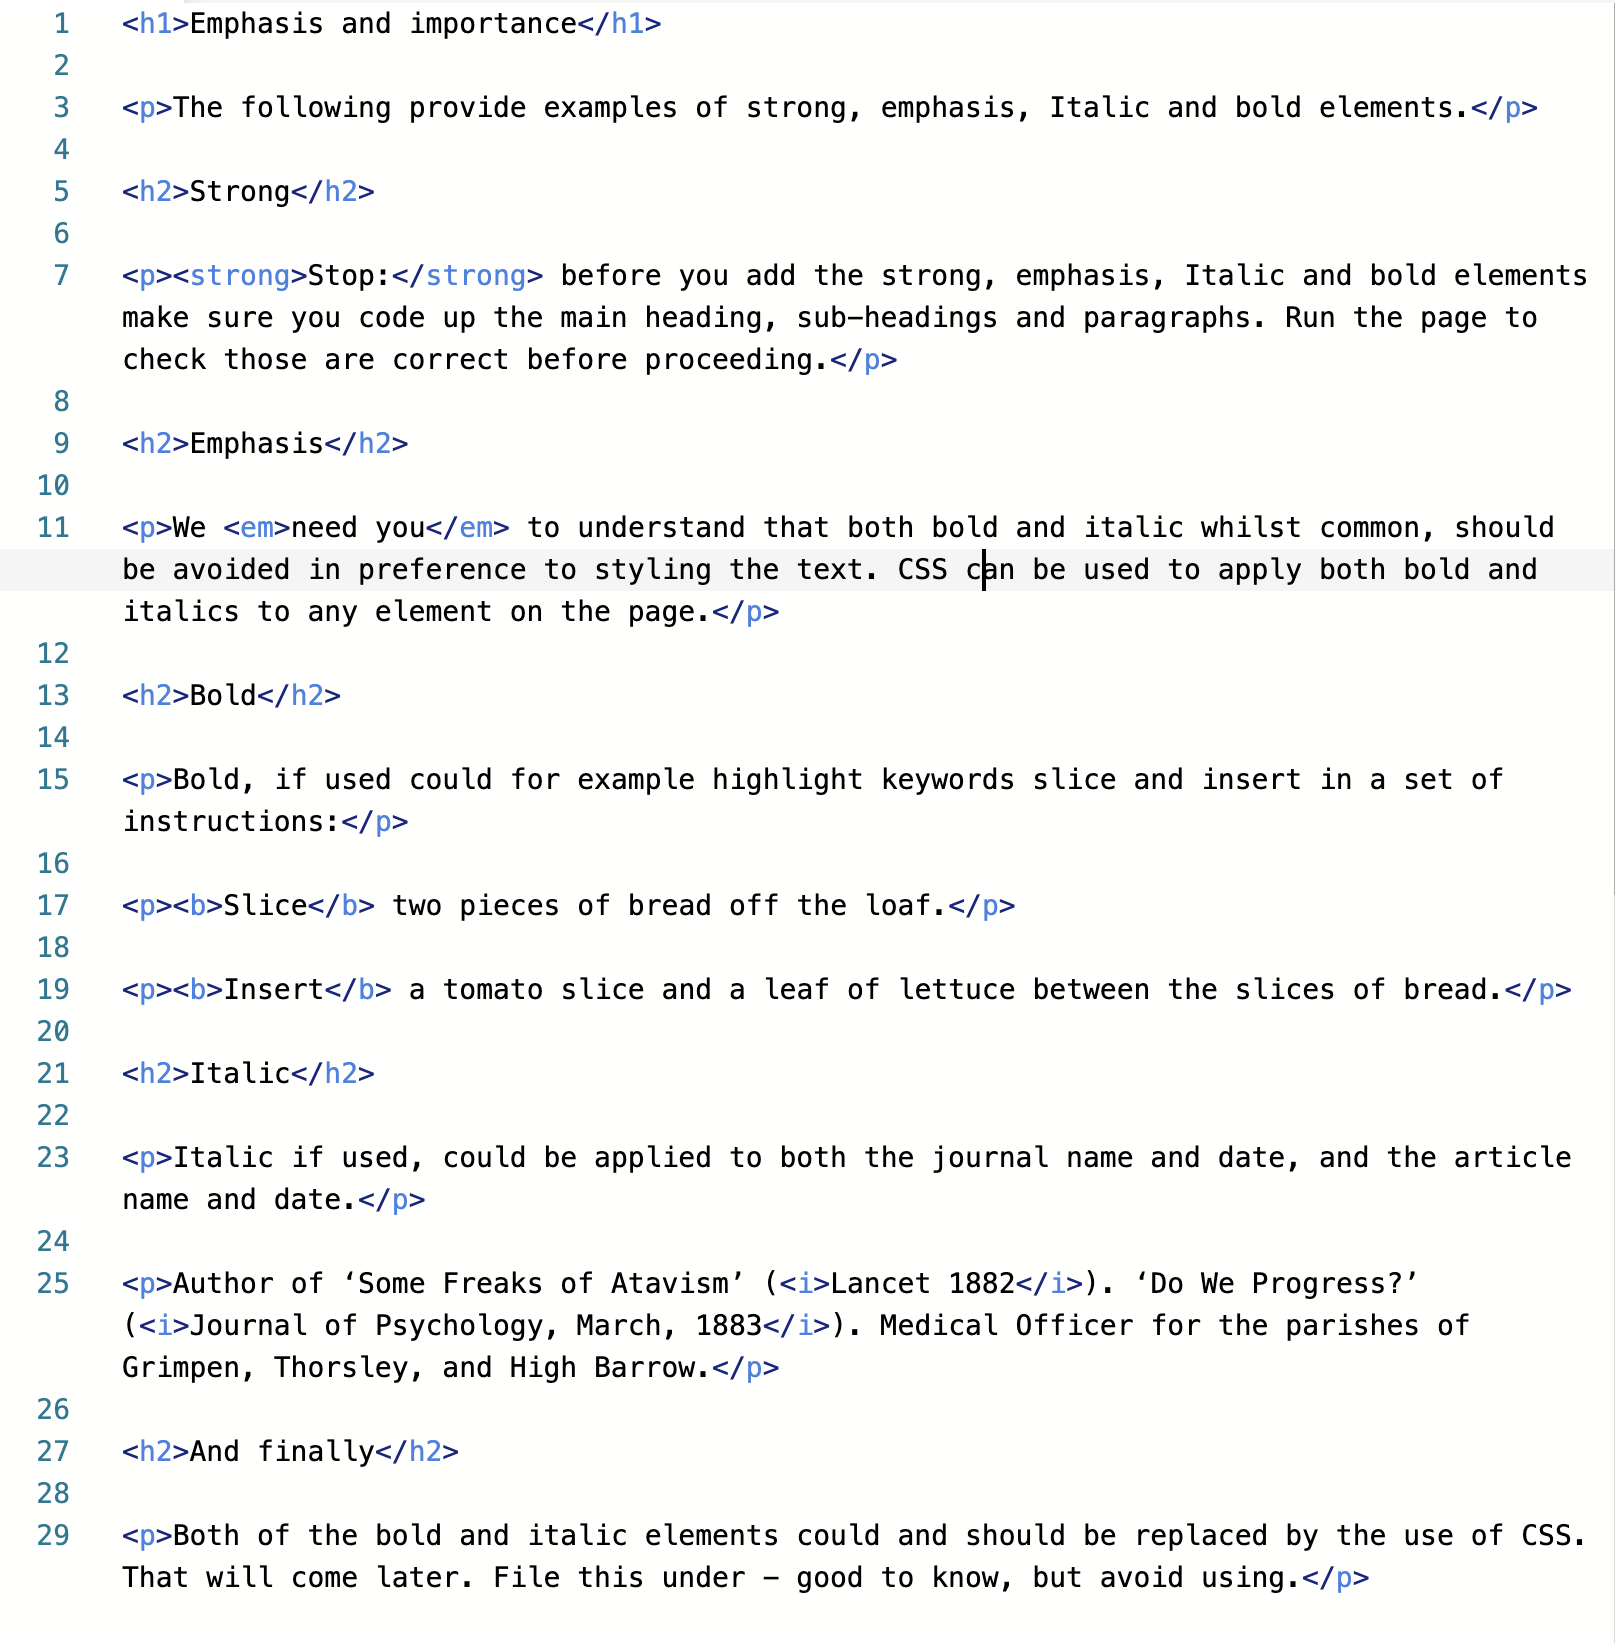 1 <h1>Emphasis and importance</h1>
2
3 <p>The following provide examples of strong, emphasis, Italic and bold elements.</p>
4
5 <h2>Strong</h2>
6
7 <p><strong>Stop:</strong> before you add the strong, emphasis, Italic and bold elements
make sure you code up the main heading, sub-headings and paragraphs. Run the page to
check those are correct before proceeding.</p>
8
9 <h2>Emphasis</h2>
10
11 <p>We <em>need you</em> to understand that both bold and italic whilst common, should
be avoided in preference to styling the text. CSS can be used to apply both bold and
italics to any element on the page.</p>
12
13 <h2>Bold</h2>
14
15 <p>Bold, if used could for example highlight keywords slice and insert in a set of
instructions:</p>
16
17 <p><b>Slice</b> two pieces of bread off the loaf.</p>
18
19 <p><b>Insert</b> a tomato slice and a leaf of lettuce between the slices of bread.</p>
20
21 <h2>Italic</h2>
22
23 <p>Italic if used, could be applied to both the journal name and date, and the article
name and date.</p>
24
25 <p>Author of ‘Some Freaks of Atavism’ (<i>Lancet 1882</i>). ‘Do We Progress?’
(<i>Journal of Psychology, March, 1883</i>). Medical Officer for the parishes of
Grimpen, Thorsley, and High Barrow.</p>
26
27 <h2>And finally</h2>
28
29 <p>Both of the bold and italic elements could and should be replaced by the use of CSS.
That will come later. File this under – good to know, but avoid using.</p>